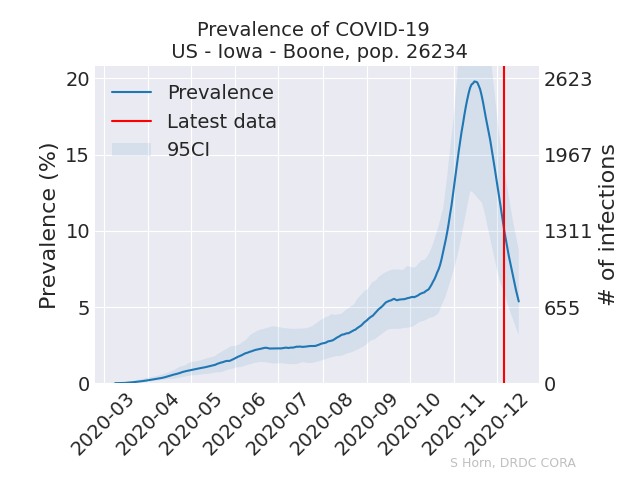 Prevalence of COVID-19
US - Iowa - Boone, pop. 26234
Prevalence
Latest data
95CI
Prevalence (%)
20
15
10
5
0
2623
1967
1311
655
0
# of infections
2020-03
2020-04
2020-05
2020-06
2020-07
2020-08
2020-09
2020-10
2020-11
2020-12
S Horn, DRDC CORA